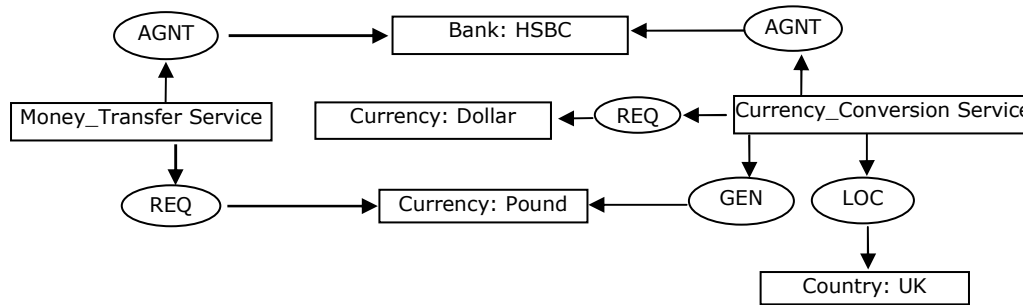 AGNT
Bank: HSBC
AGNT
Money_Transfer Service
Currency: Dollar
REQ
Currency_Conversion Service
REQ
Currency: Pound
GEN
LOC
Country: UK